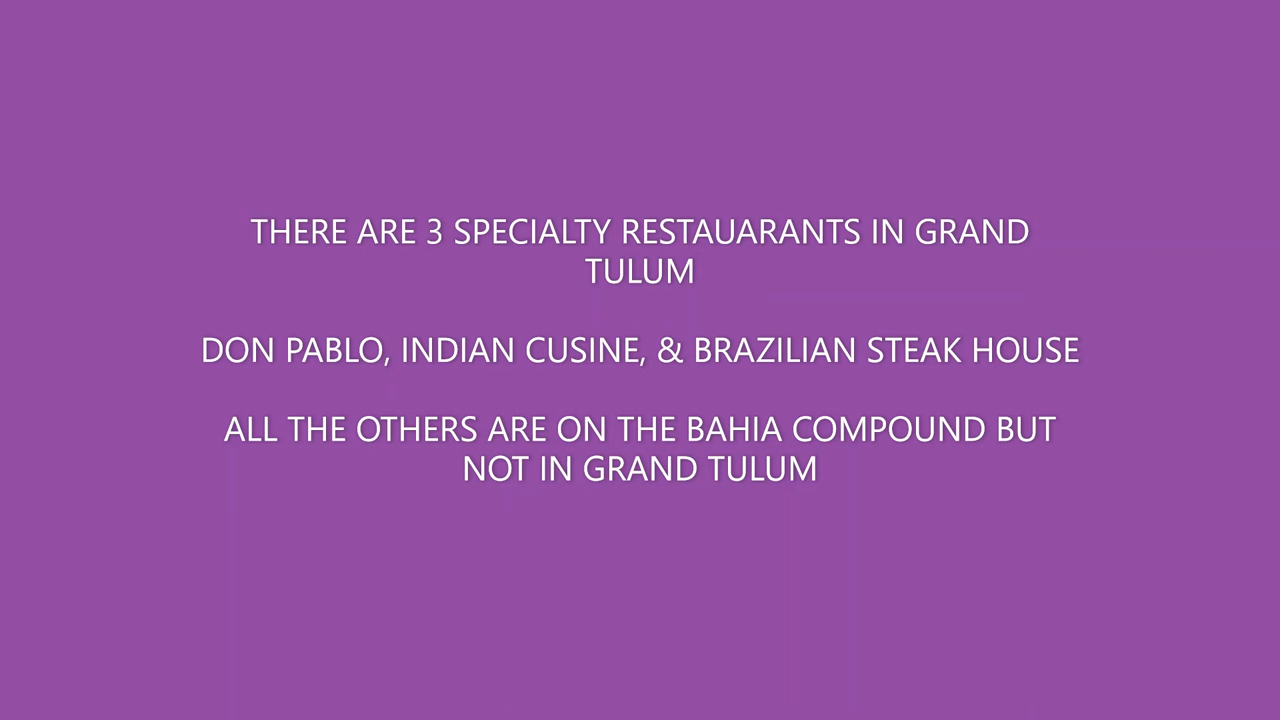 THERE ARE 3 SPECIALTY RESTAUARANTS IN GRAND
TULUM
DON PABLO, INDIAN CUSINE, & BRAZILIAN STEAK HOUSE
ALL THE OTHERS ARE ON THE BAHIA COMPOUND BUT
NOT IN GRAND TULUM